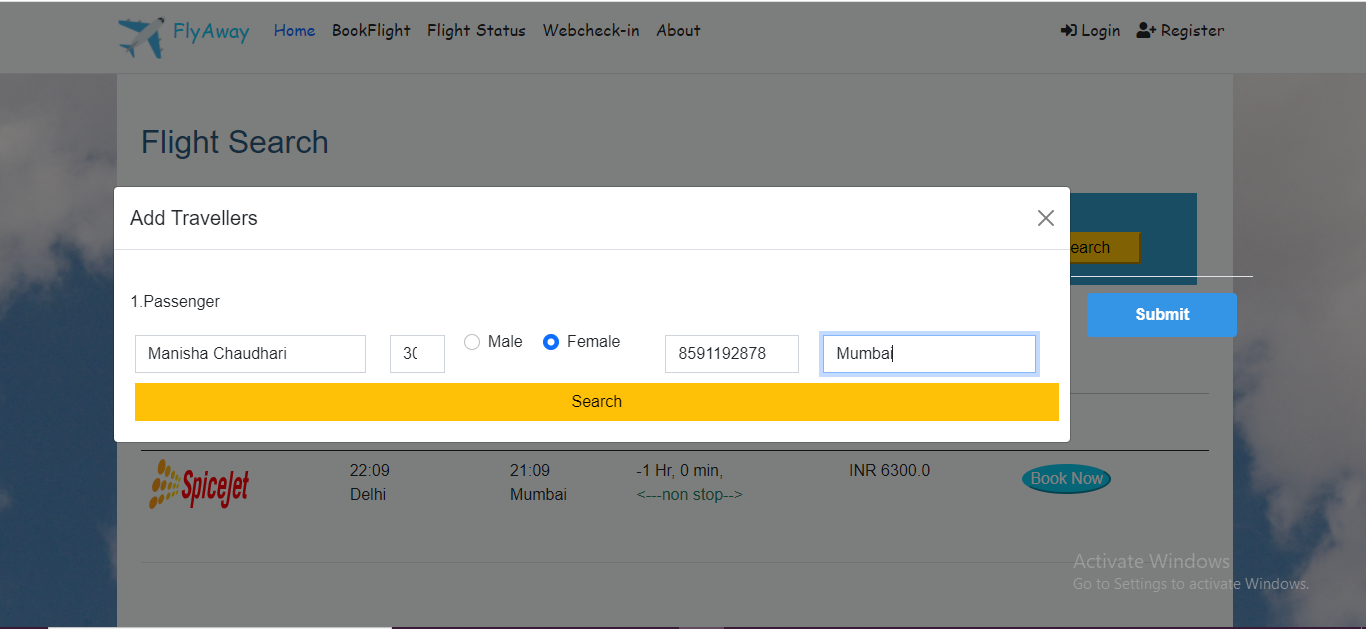 FlyAway Home BookFlight Flight Status Webcheck-in About Login Register
Flight Search
Add Travellers
earch
1.Passenger
Submit
Manisha Chaudhari 30 Male Female 8591192878 Mumbai
Search
SpiceJet 22:09 21:09 -1 Hr, 0 min, INR 6300.0 Book Now
Delhi Mumbai <---non stop-->
Activate Windows
Go to Settings to activate Windows.